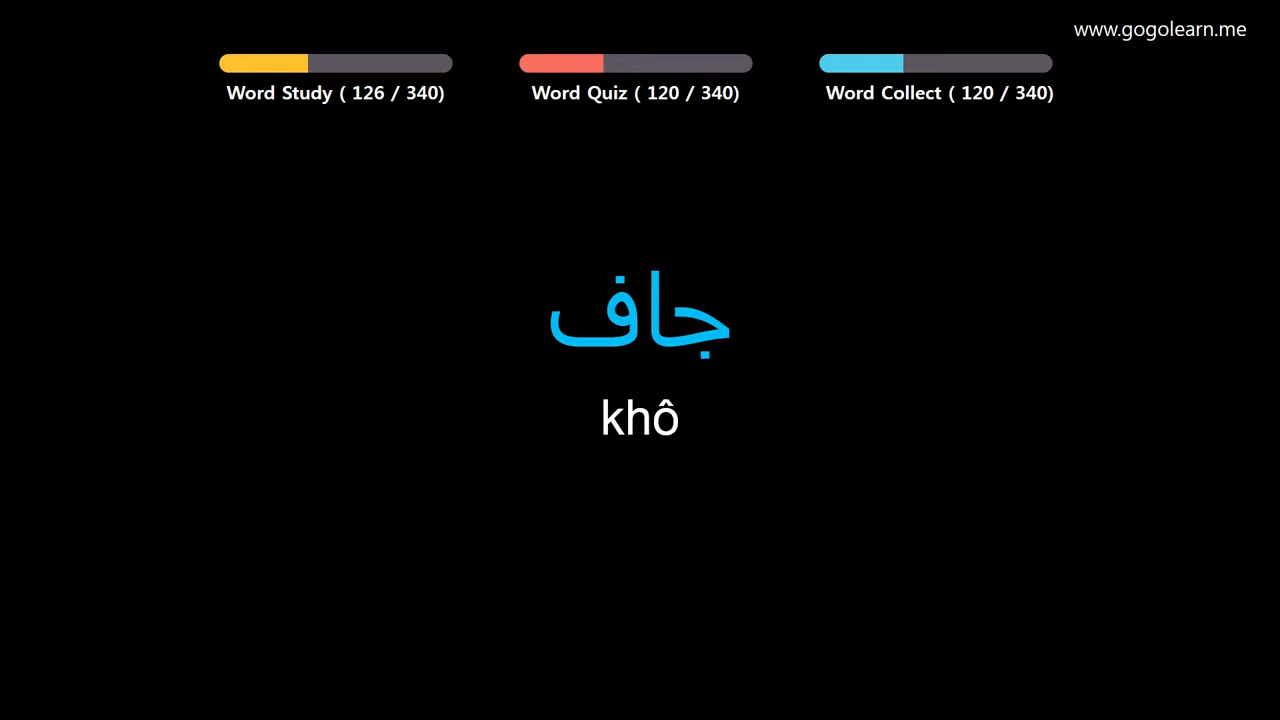 www.gogolearn.me
Word Study ( 126 / 340)
Word Quiz ( 120 / 340)
Word Collect ( 120 / 340)
جاف
khô